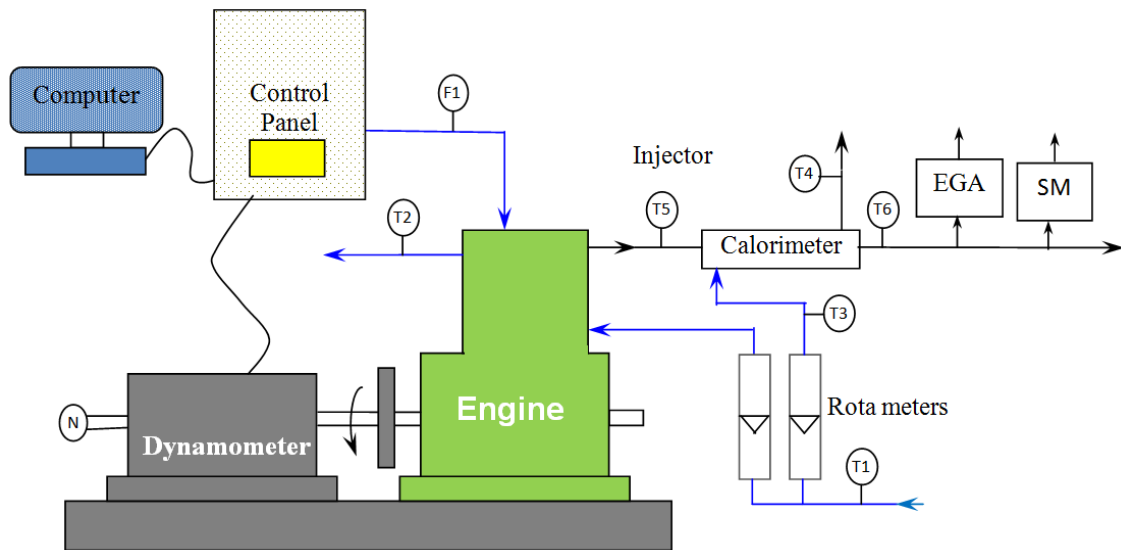 Computer
Control
Panel
F1
Injector
T4
EGA
SM
T2
T5
T6
Calorimeter
T3
Engine
Rota meters
N
Dynamometer
T1